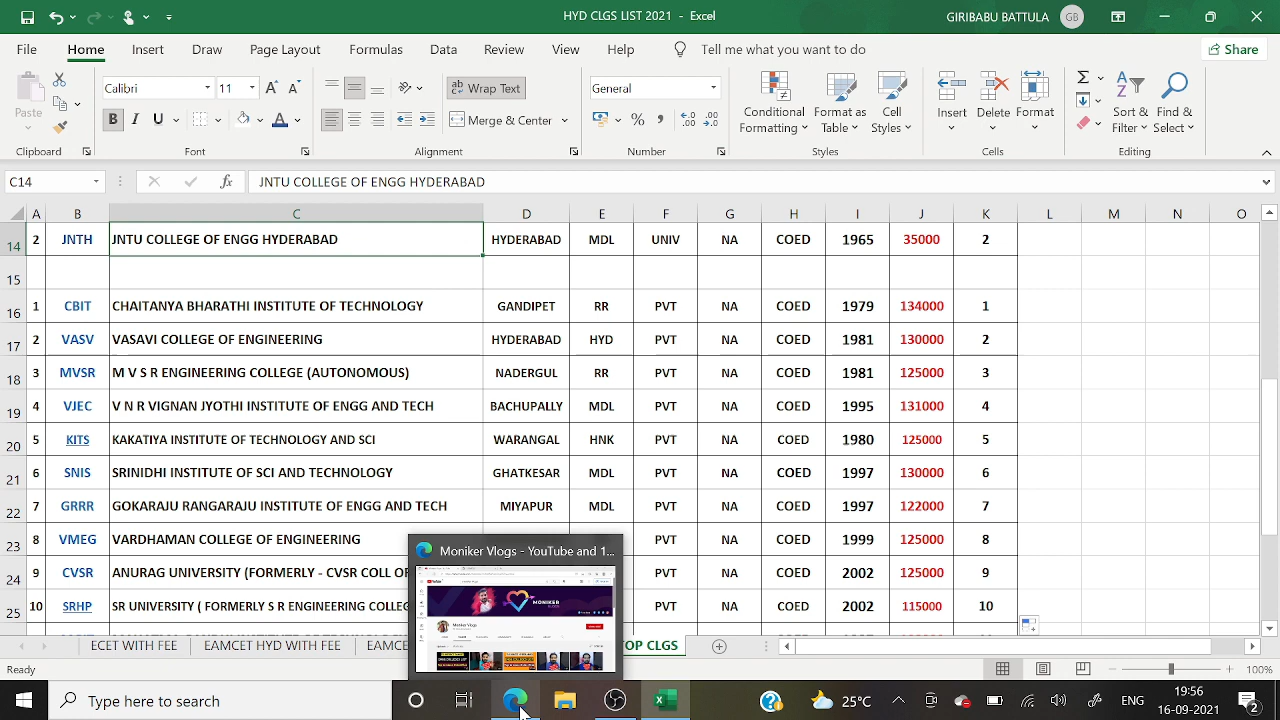 HYD CLGS LIST 2021 - Excel
GIRIBABU BATTULA GB
File Home Insert Draw Page Layout Formulas Data Review View Help Tell me what you want to do Share
Paste
Calibri 11
B I U
Wrap Text
Merge & Center
General
Conditional Formatting
Format as Table
Cell Styles
Insert Delete Format
Sort & Filter
Find & Select
Clipboard Font Alignment Number Styles Cells Editing
C14 fx JNTU COLLEGE OF ENGG HYDERABAD
A B C D E F G H I J K L M N O
14 2 JNTH JNTU COLLEGE OF ENGG HYDERABAD HYDERABAD MDL UNIV NA COED 1965 35000 2
15
16 1 CBIT CHAITANYA BHARATHI INSTITUTE OF TECHNOLOGY GANDIPET RR PVT NA COED 1979 134000 1
17 2 VASV VASAVI COLLEGE OF ENGINEERING HYDERABAD HYD PVT NA COED 1981 130000 2
18 3 MVSR M V S R ENGINEERING COLLEGE (AUTONOMOUS) NADERGUL RR PVT NA COED 1981 125000 3
19 4 VJEC V N R VIGNAN JYOTHI INSTITUTE OF ENGG AND TECH BACHUPALLY MDL PVT NA COED 1995 131000 4
20 5 KITS KAKATIYA INSTITUTE OF TECHNOLOGY AND SCI WARANGAL HNK PVT NA COED 1980 125000 5
21 6 SNIS SRINIDHI INSTITUTE OF SCI AND TECHNOLOGY GHATKESAR MDL PVT NA COED 1997 130000 6
22 7 GRRR GOKARAJU RANGARAJU INSTITUTE OF ENGG AND TECH MIYAPUR MDL PVT NA COED 1997 122000 7
23 8 VMEG VARDHAMAN COLLEGE OF ENGINEERING PVT NA COED 1999 125000 8
24 9 CVSR ANURAG UNIVERSITY (FORMERLY - CVSR COLL OF PVT NA COED 2002 125000 9
25 10 SRHP SR UNIVERSITY ( FORMERLY S R ENGINEERING COLLEG PVT NA COED 2002 115000 10
Moniker Vlogs - YouTube and 1...
MONIKER
Moniker Vlogs
ECET WITH FEE EAMCET HYD WITH FEE EAMCE TOP CLGS
Ready 100%
Type here to search
25°C ENG 19:56
16-09-2021 2